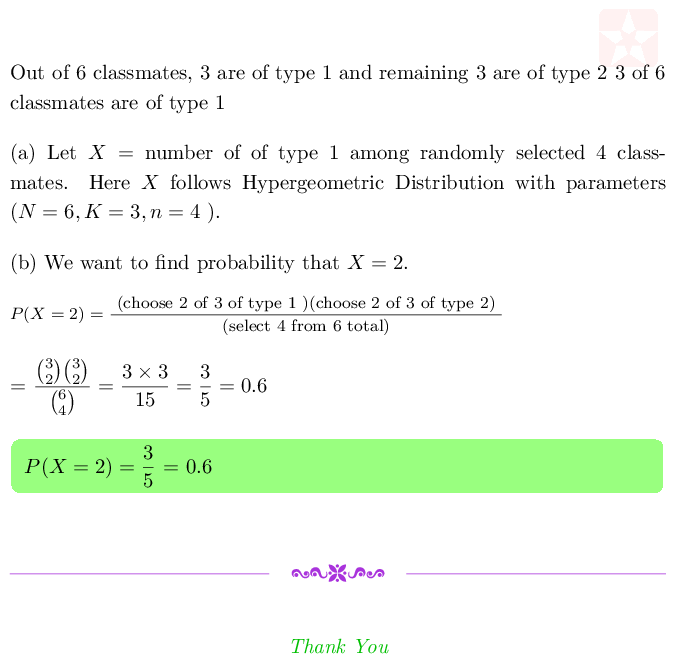 Out of 6 classmates, 3 are of type 1 and remaining 3 are of type 2 3 of 6
classmates are of type 1
(a) Let X = number of of type 1 among randomly selected 4 class-
mates. Here X follows Hypergeometric Distribution with parameters
(N = 6, K = 3, n = 4 ).
(b) We want to find probability that X = 2.
P(X = 2) = \frac{(choose 2 of 3 of type 1 )(choose 2 of 3 of type 2)}{(select 4 from 6 total)}
= \frac{\binom{3}{2}\binom{3}{2}}{\binom{6}{4}} = \frac{3 × 3}{15} = \frac{3}{5} = 0.6
P(X = 2) = \frac{3}{5} = 0.6
Thank You